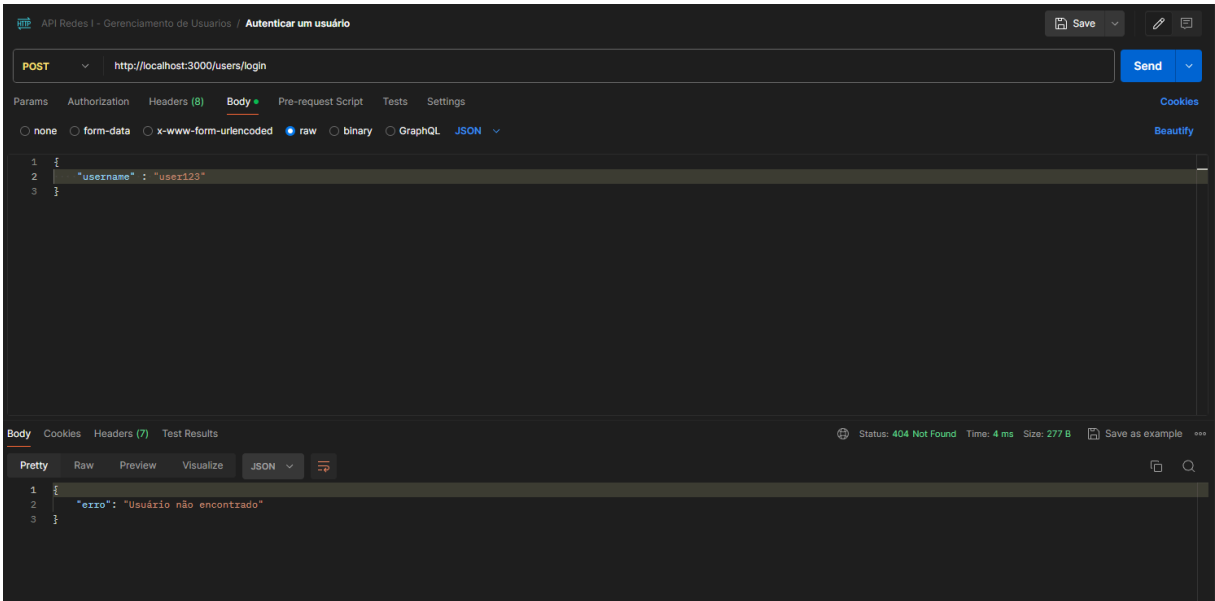 HTTP API Redes I - Gerenciamento de Usuarios / Autenticar um usuário Save
POST http://localhost:3000/users/login Send
Params Authorization Headers (8) Body Pre-request Script Tests Settings Cookies
none form-data x-www-form-urlencoded raw binary GraphQL JSON Beautify
1 {
2 "username" : "user123"
3 }
Body Cookies Headers (7) Test Results Status: 404 Not Found Time: 4 ms Size: 277 B Save as example
Pretty Raw Preview Visualize JSON
1 {
2 "erro": "Usuário não encontrado"
3 }